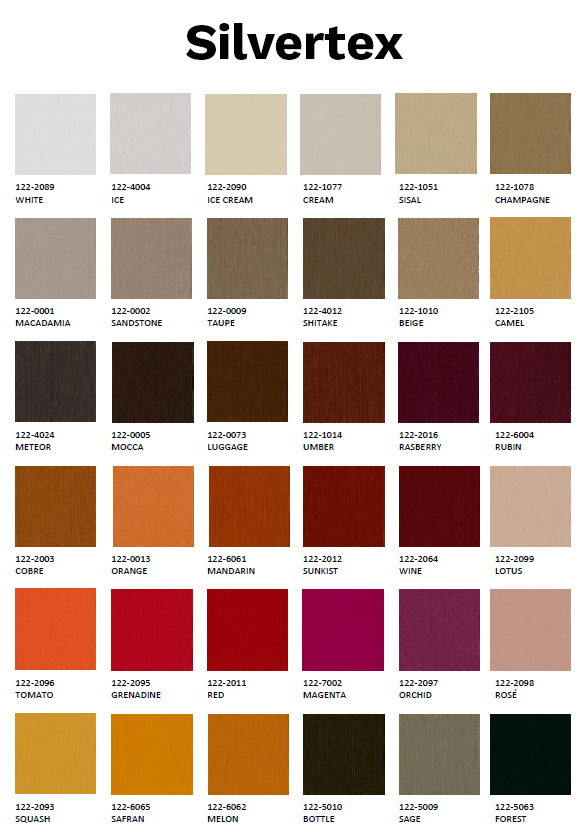 Silvertex
122-2089 122-4004 122-2090 122-1077 122-1051 122-1078
WHITE ICE ICE CREAM CREAM SISAL CHAMPAGNE
122-0001 122-0002 122-0009 122-4012 122-1010 122-2105
MACADAMIA SANDSTONE TAUPE SHITAKE BEIGE CAMEL
122-4024 122-0005 122-0073 122-1014 122-2016 122-6004
METEOR MOCCA LUGGAGE UMBER RASBERRY RUBIN
122-2003 122-0013 122-6061 122-2012 122-2064 122-2099
COBRE ORANGE MANDARIN SUNKIST WINE LOTUS
122-2096 122-2095 122-2011 122-7002 122-2097 122-2098
TOMATO GRENADINE RED MAGENTA ORCHID ROSÉ
122-2093 122-6065 122-6062 122-5010 122-5009 122-5063
SQUASH SAFRAN MELON BOTTLE SAGE FOREST